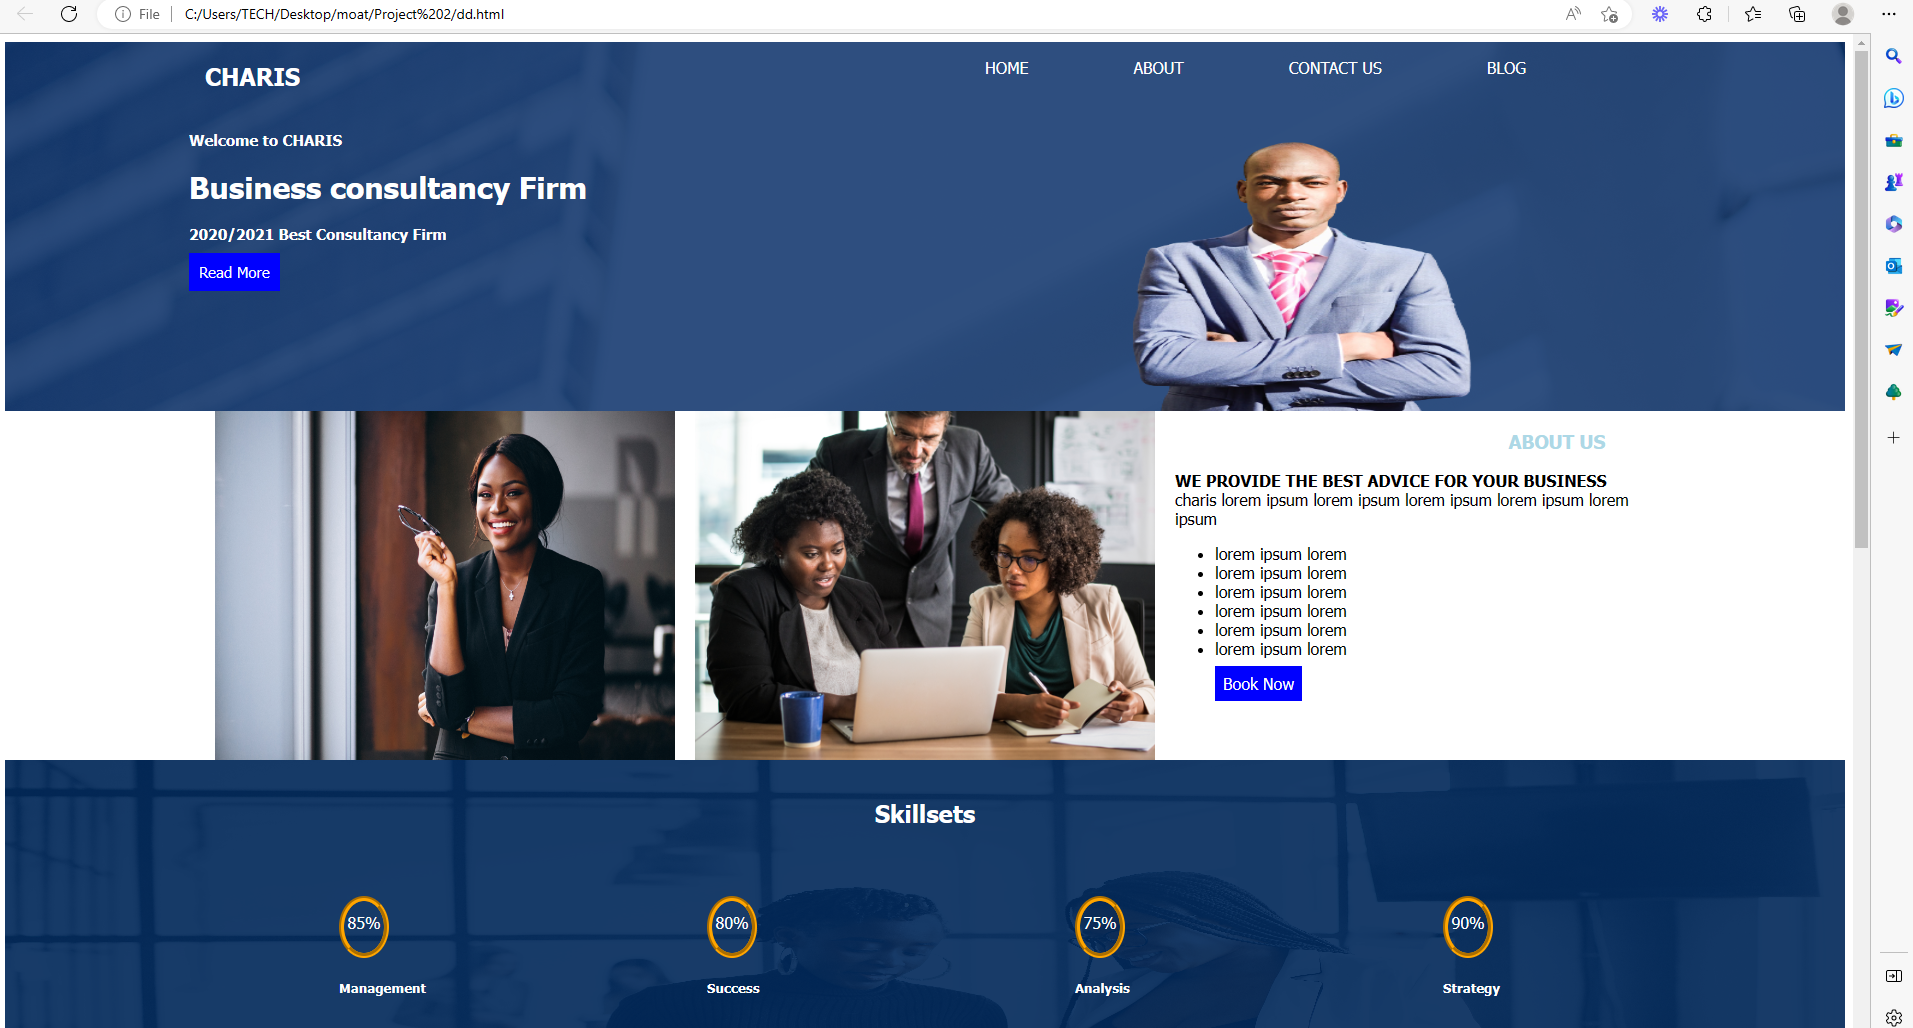 File
C:/Users/TECH/Desktop/moat/Project%202/dd.html
CHARIS
HOME
ABOUT
CONTACT US
BLOG
Welcome to CHARIS
Business consultancy Firm
2020/2021 Best Consultancy Firm
Read More
ABOUT US
WE PROVIDE THE BEST ADVICE FOR YOUR BUSINESS
charis lorem ipsum lorem ipsum lorem ipsum lorem ipsum lorem
ipsum
• lorem ipsum lorem
• lorem ipsum lorem
• lorem ipsum lorem
• lorem ipsum lorem
• lorem ipsum lorem
• lorem ipsum lorem
Book Now
Skillsets
85%
80%
75%
90%
Management
Success
Analysis
Strategy